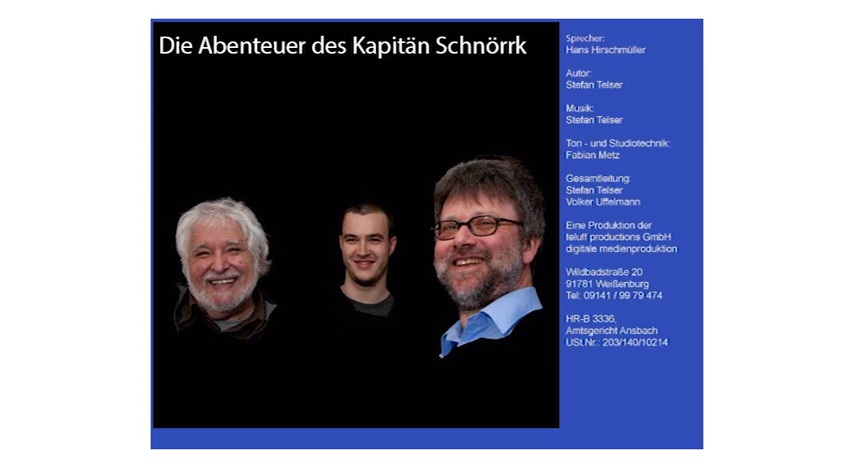 Die Abenteuer des Kapitän Schnörrk
Sprecher:
Hans Hirschmüller
Autor:
Stefan Telser
Musik:
Stefan Telser
Ton - und Studiotechnik:
Fabian Metz
Gesamtleitung:
Stefan Telser
Volker Uffelmann
Eine Produktion der
teluff productions GmbH
digitale medienproduktion
Wildbadstraße 20
91781 Weißenburg
Tel: 09141 / 99 79 474
HR-B 3336,
Amtsgericht Ansbach
USt.Nr.: 203/140/10214